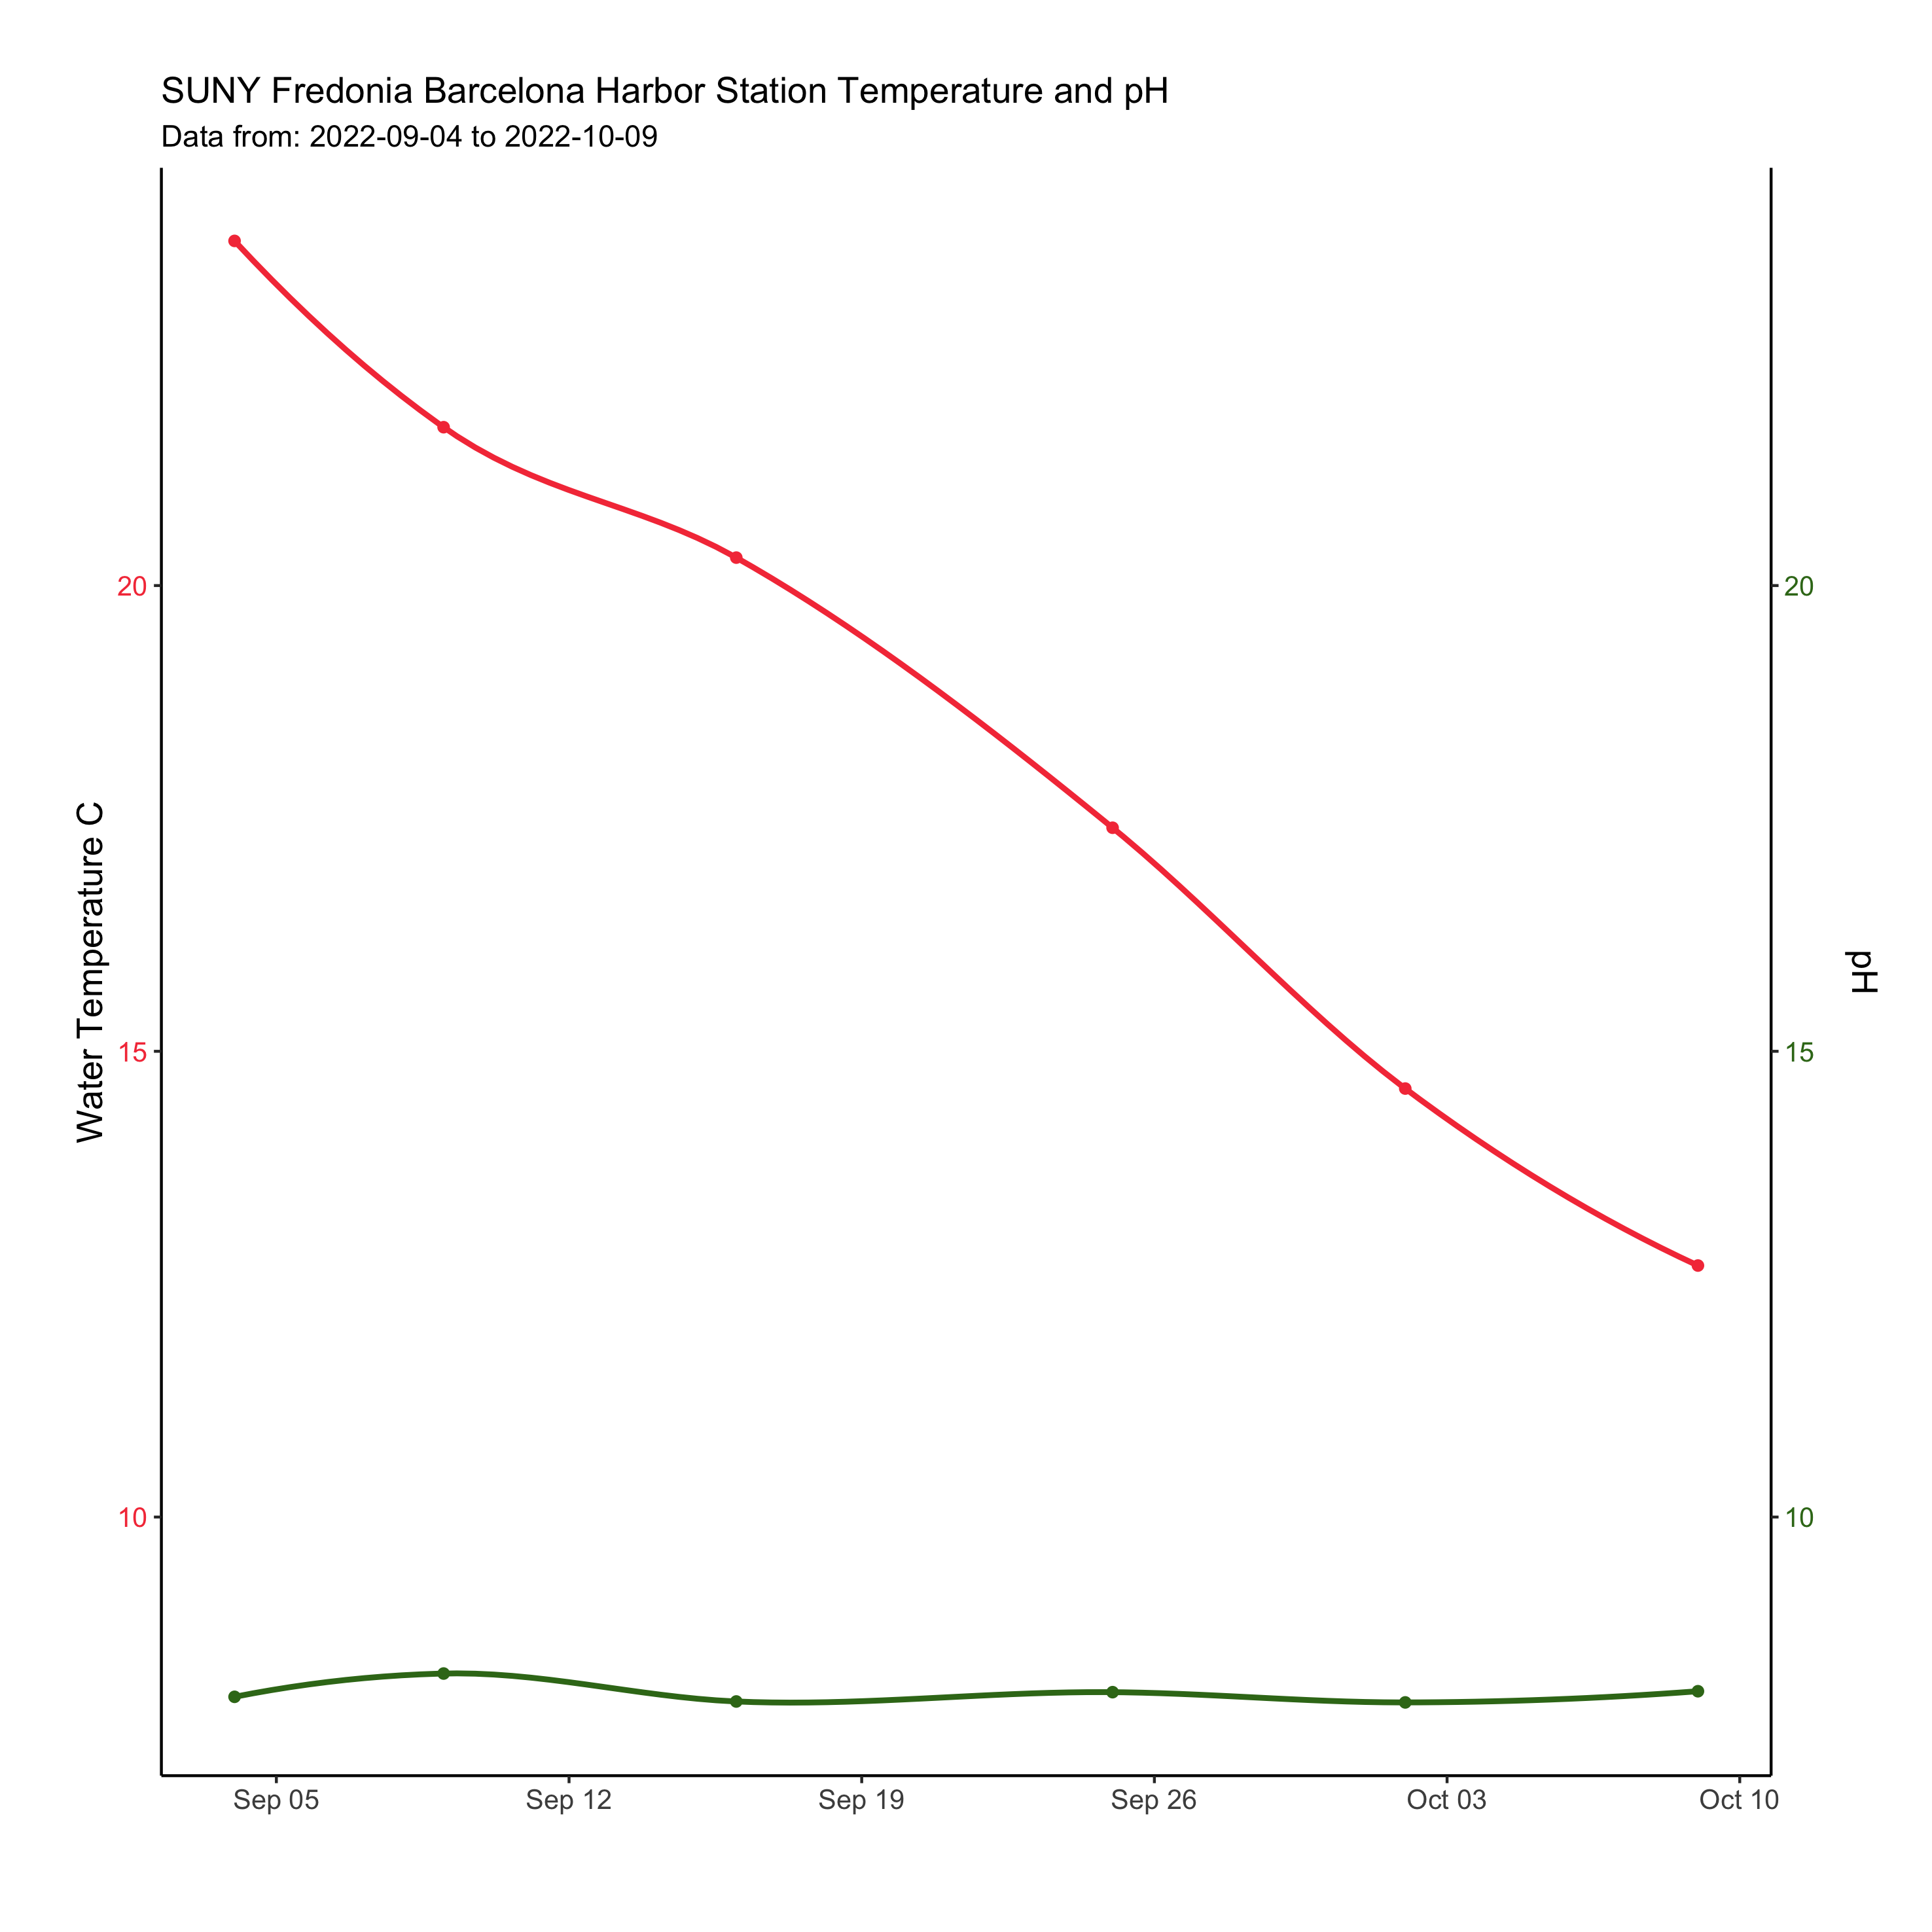 SUNY Fredonia Barcelona Harbor Station Temperature and pH
Data from: 2022-09-04 to 2022-10-09
Water Temperature C
20
15
10
20
15
10
pH
Sep 05
Sep 12
Sep 19
Sep 26
Oct 03
Oct 10